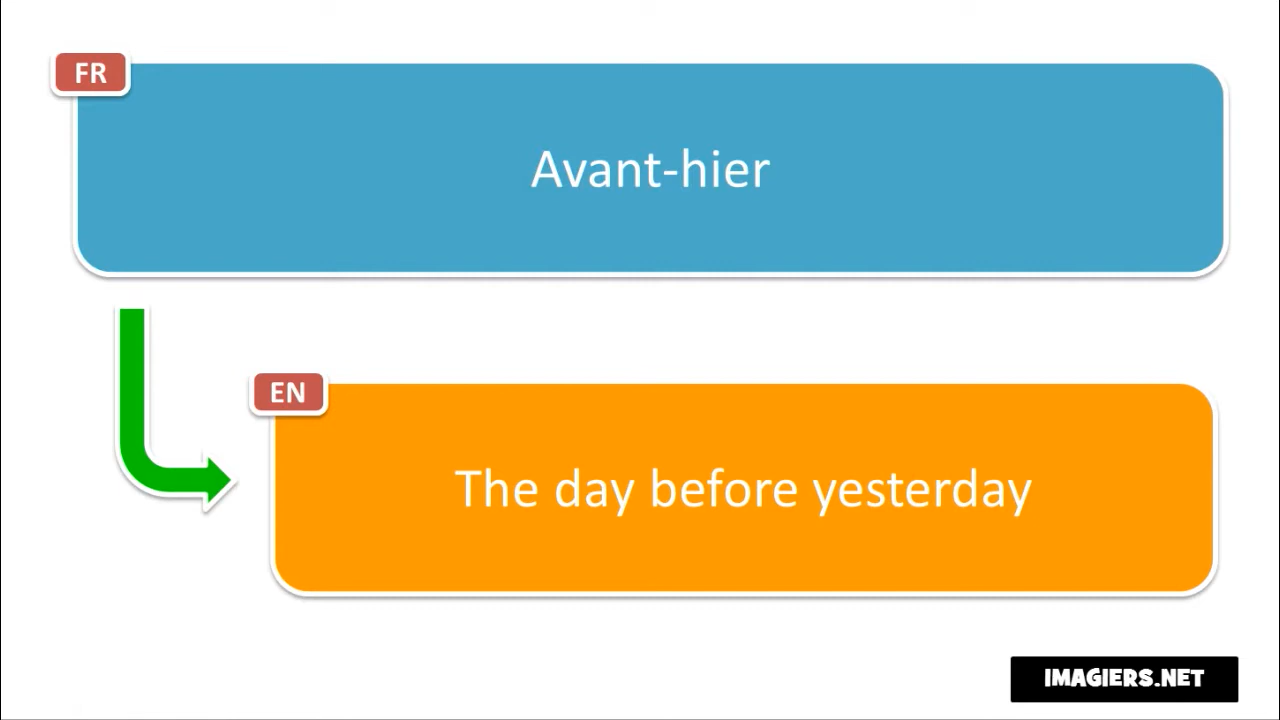 FR
Avant-hier
EN
The day before yesterday
IMAGIERS.NET